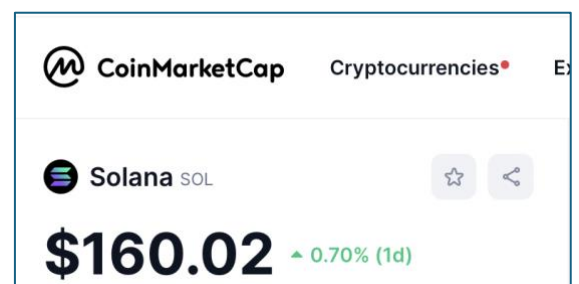 CoinMarketCap Cryptocurrencies
Solana SOL
$160.02 0.70% (1d)